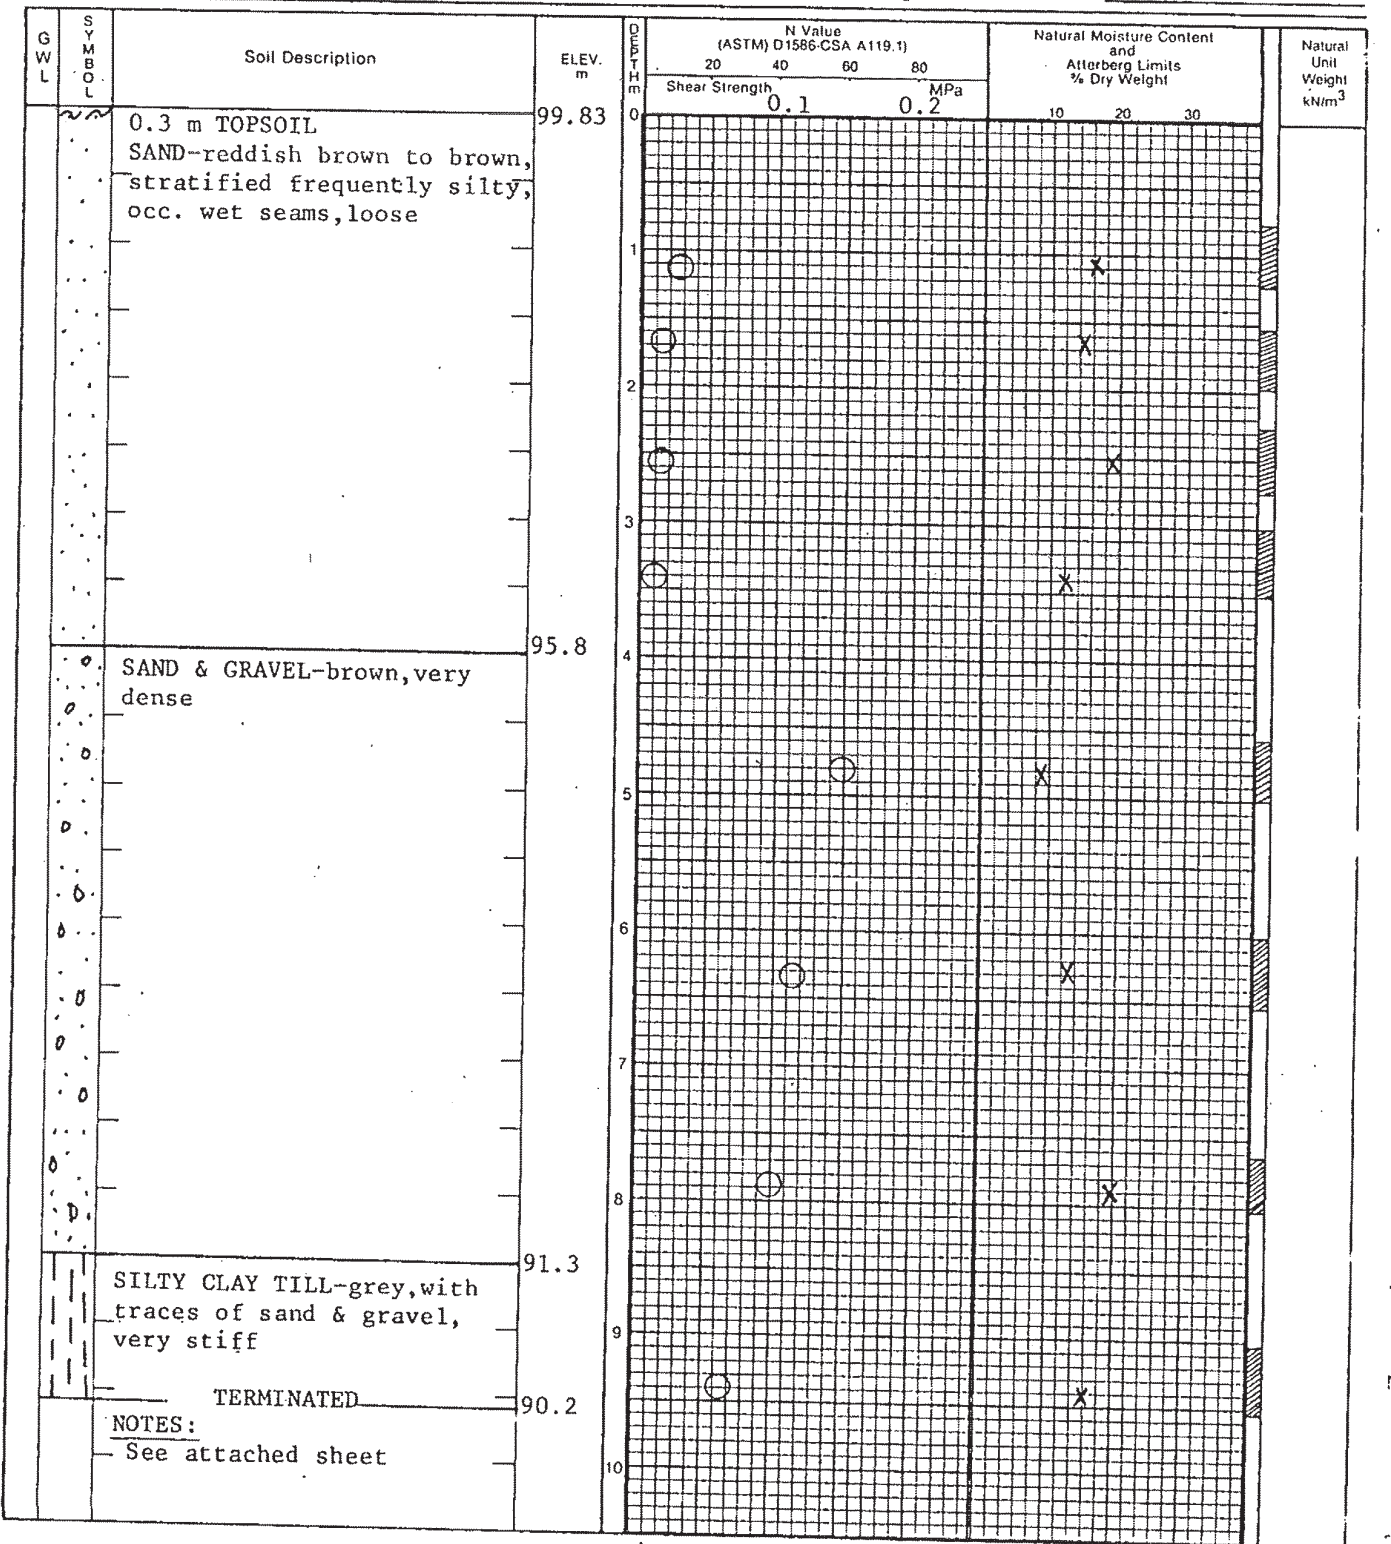 G
W
L
SYMBOL
Soil Description
ELEV.
m
DEPTH m
N Value
(ASTM) D1586-CSA A119.1)
20 40 60 80
Shear Strength MPa
0.1 0.2
Natural Moisture Content
and
Atterberg Limits
% Dry Weight
10 20 30
Natural
Unit
Weight
kN/m3
0
99.83
0.3 m TOPSOIL
SAND-reddish brown to brown,
stratified frequently silty,
occ. wet seams,loose
1
2
3
95.8
4
SAND & GRAVEL-brown,very
dense
5
6
7
8
91.3
SILTY CLAY TILL-grey,with
traces of sand & gravel,
very stiff
9
TERMINATED
90.2
NOTES:
See attached sheet
10